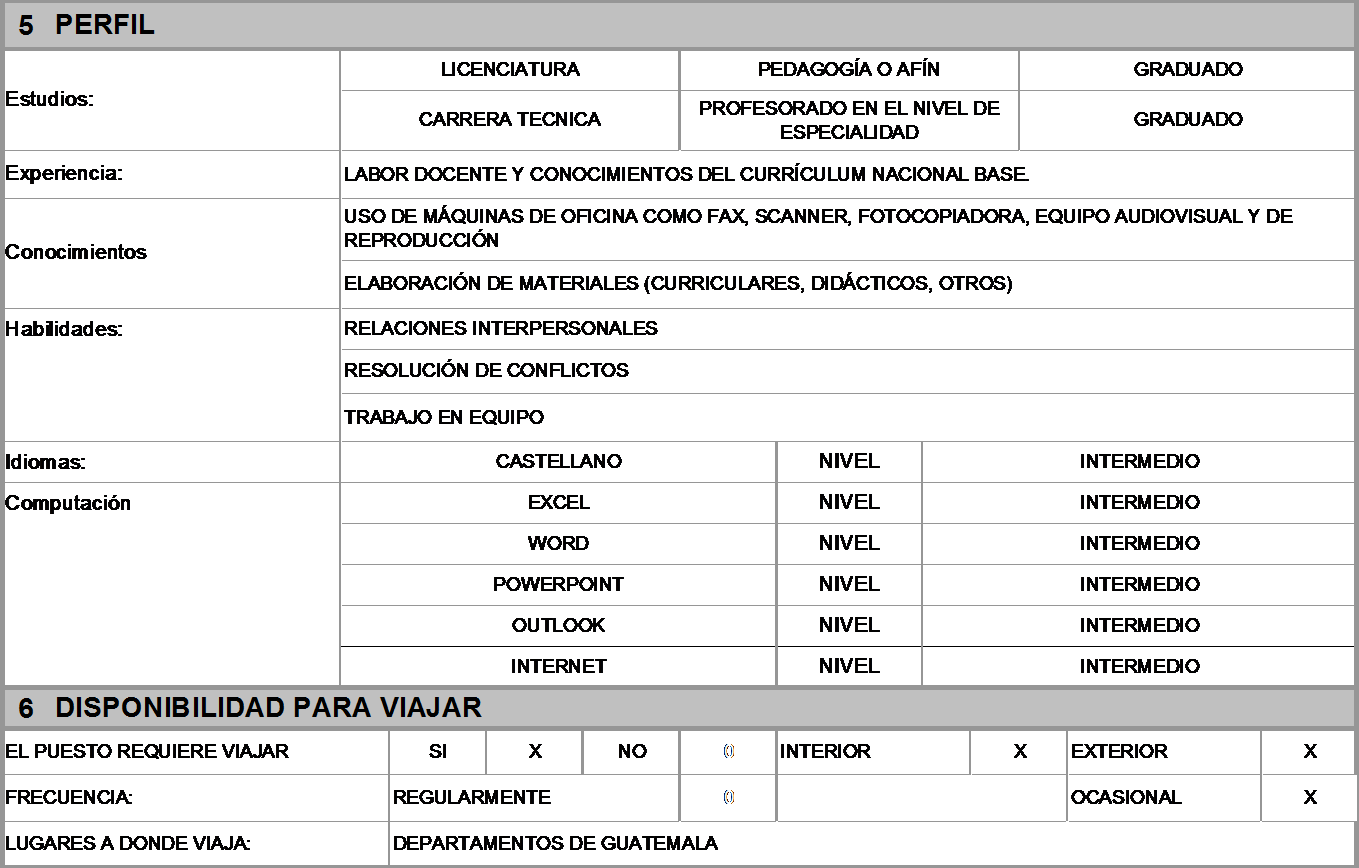 5 PERFIL
Estudios:
LICENCIATURA PEDAGOGÍA O AFÍN GRADUADO
CARRERA TECNICA PROFESORADO EN EL NIVEL DE ESPECIALIDAD GRADUADO
Experiencia: LABOR DOCENTE Y CONOCIMIENTOS DEL CURRÍCULUM NACIONAL BASE.
Conocimientos
USO DE MÁQUINAS DE OFICINA COMO FAX, SCANNER, FOTOCOPIADORA, EQUIPO AUDIOVISUAL Y DE
REPRODUCCIÓN
ELABORACIÓN DE MATERIALES (CURRICULARES, DIDÁCTICOS, OTROS)
Habilidades: RELACIONES INTERPERSONALES
RESOLUCIÓN DE CONFLICTOS
TRABAJO EN EQUIPO
Idiomas: CASTELLANO NIVEL INTERMEDIO
Computación EXCEL NIVEL INTERMEDIO
WORD NIVEL INTERMEDIO
POWERPOINT NIVEL INTERMEDIO
OUTLOOK NIVEL INTERMEDIO
INTERNET NIVEL INTERMEDIO
6 DISPONIBILIDAD PARA VIAJAR
EL PUESTO REQUIERE VIAJAR SI X NO 0 INTERIOR X EXTERIOR X
FRECUENCIA: REGULARMENTE 0 OCASIONAL X
LUGARES A DONDE VIAJA: DEPARTAMENTOS DE GUATEMALA